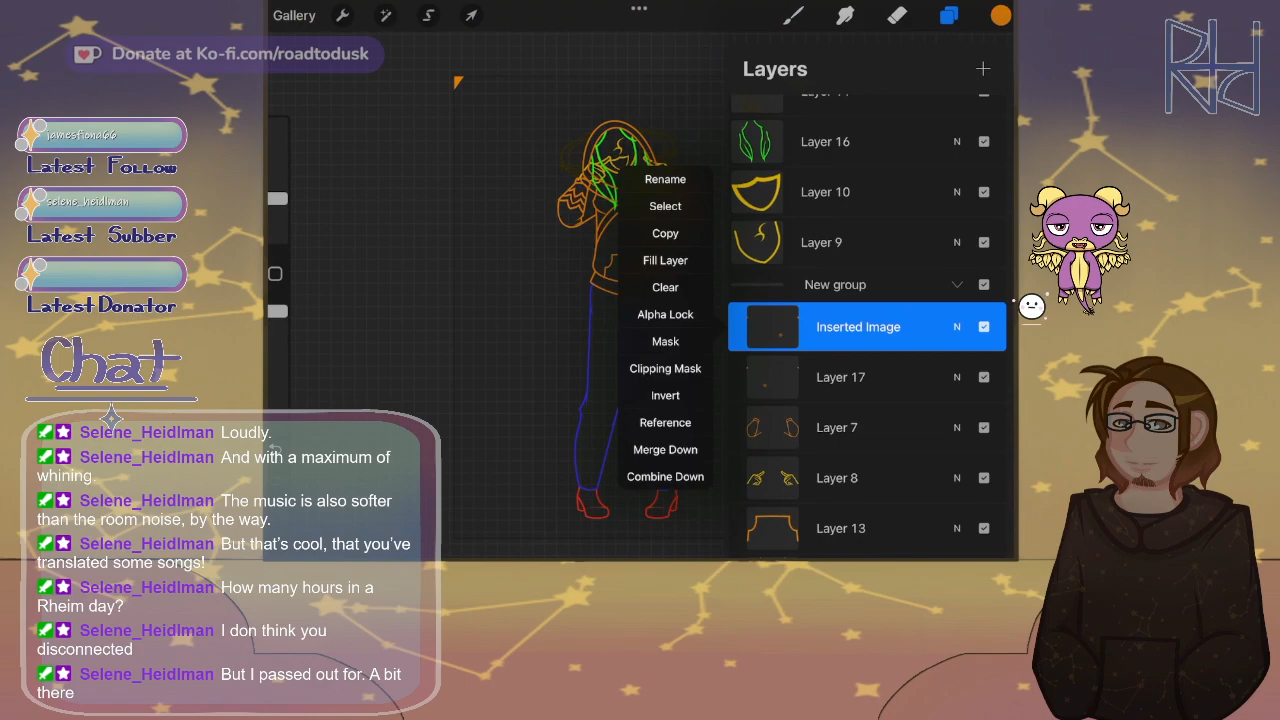 Gallery
Donate at Ko-fi.com/roadtodusk
jamesfiona66
Latest Follow
selene_heidlman
Latest Subber
Latest Donator
Chat
Selene_Heidlman Loudly.
Selene_Heidlman And with a maximum of
whining.
Selene_Heidlman The music is also softer
than the room noise, by the way.
Selene_Heidlman But that's cool, that you've
translated some songs!
Selene_Heidlman How many hours in a
Rheim day?
Selene_Heidlman I don think you
disconnected
Selene_Heidlman But I passed out for. A bit
there
Rename
Select
Copy
Fill Layer
Clear
Alpha Lock
Mask
Clipping Mask
Invert
Reference
Merge Down
Combine Down
Layers
Layer 16 N
Layer 10 N
Layer 9 N
New group
Inserted Image N
Layer 17 N
Layer 7 N
Layer 8 N
Layer 13 N